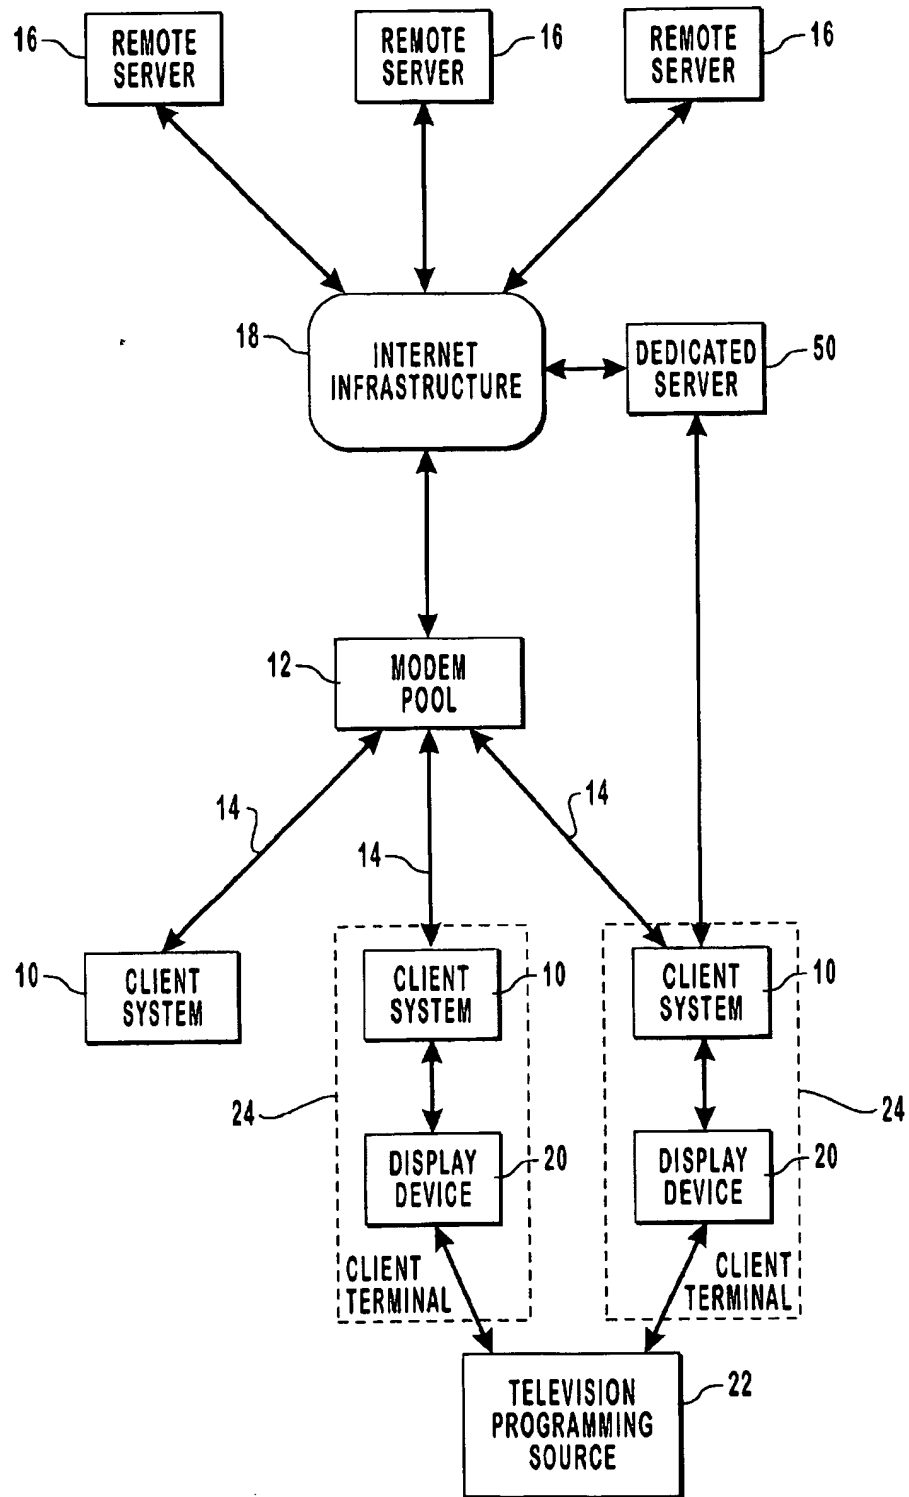 16 REMOTE SERVER
REMOTE SERVER 16
REMOTE SERVER 16
18 INTERNET INFRASTRUCTURE
DEDICATED SERVER 50
12 MODEM POOL
14
14
14
10 CLIENT SYSTEM
CLIENT SYSTEM 10
CLIENT SYSTEM 10
24
24
DISPLAY DEVICE 20
DISPLAY DEVICE 20
CLIENT TERMINAL
CLIENT TERMINAL
TELEVISION PROGRAMMING SOURCE 22